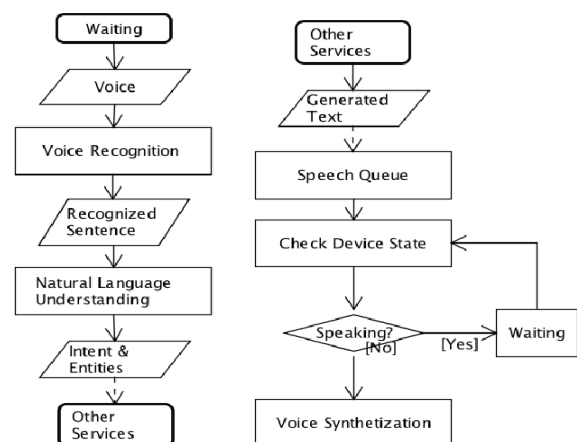 Waiting
Voice
Voice Recognition
Recognized
Sentence
Natural Language
Understanding
Intent &
Entities
Other
Services
Other
Services
Generated
Text
Speech Queue
Check Device State
Speaking?
[No]
[Yes]
Waiting
Voice Synthetization